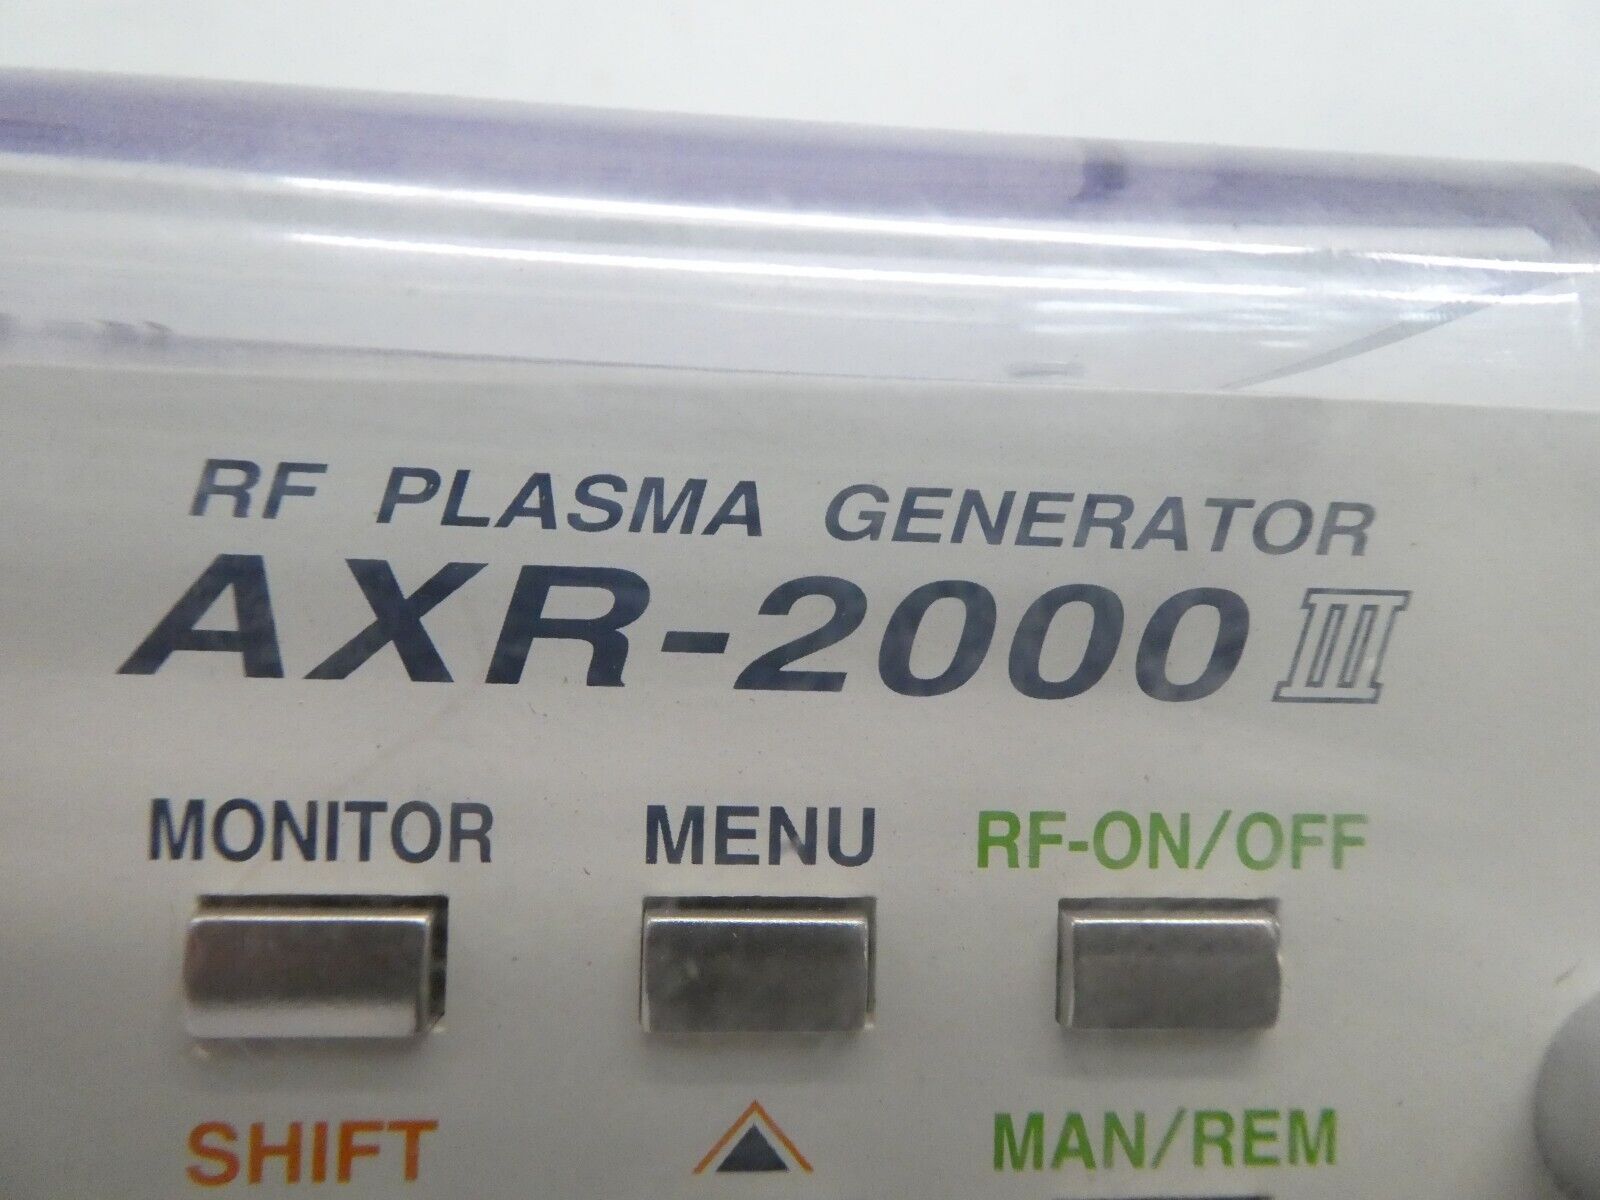 RF PLASMA GENERATOR
AXR-2000 III
MONITOR MENU RF-ON/OFF
SHIFT MAN/REM